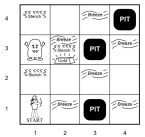 4 Stench Breeze PIT
3 Breeze Stench Gold PIT Breeze
2 Stench Breeze
1 START Breeze PIT Breeze
1 2 3 4